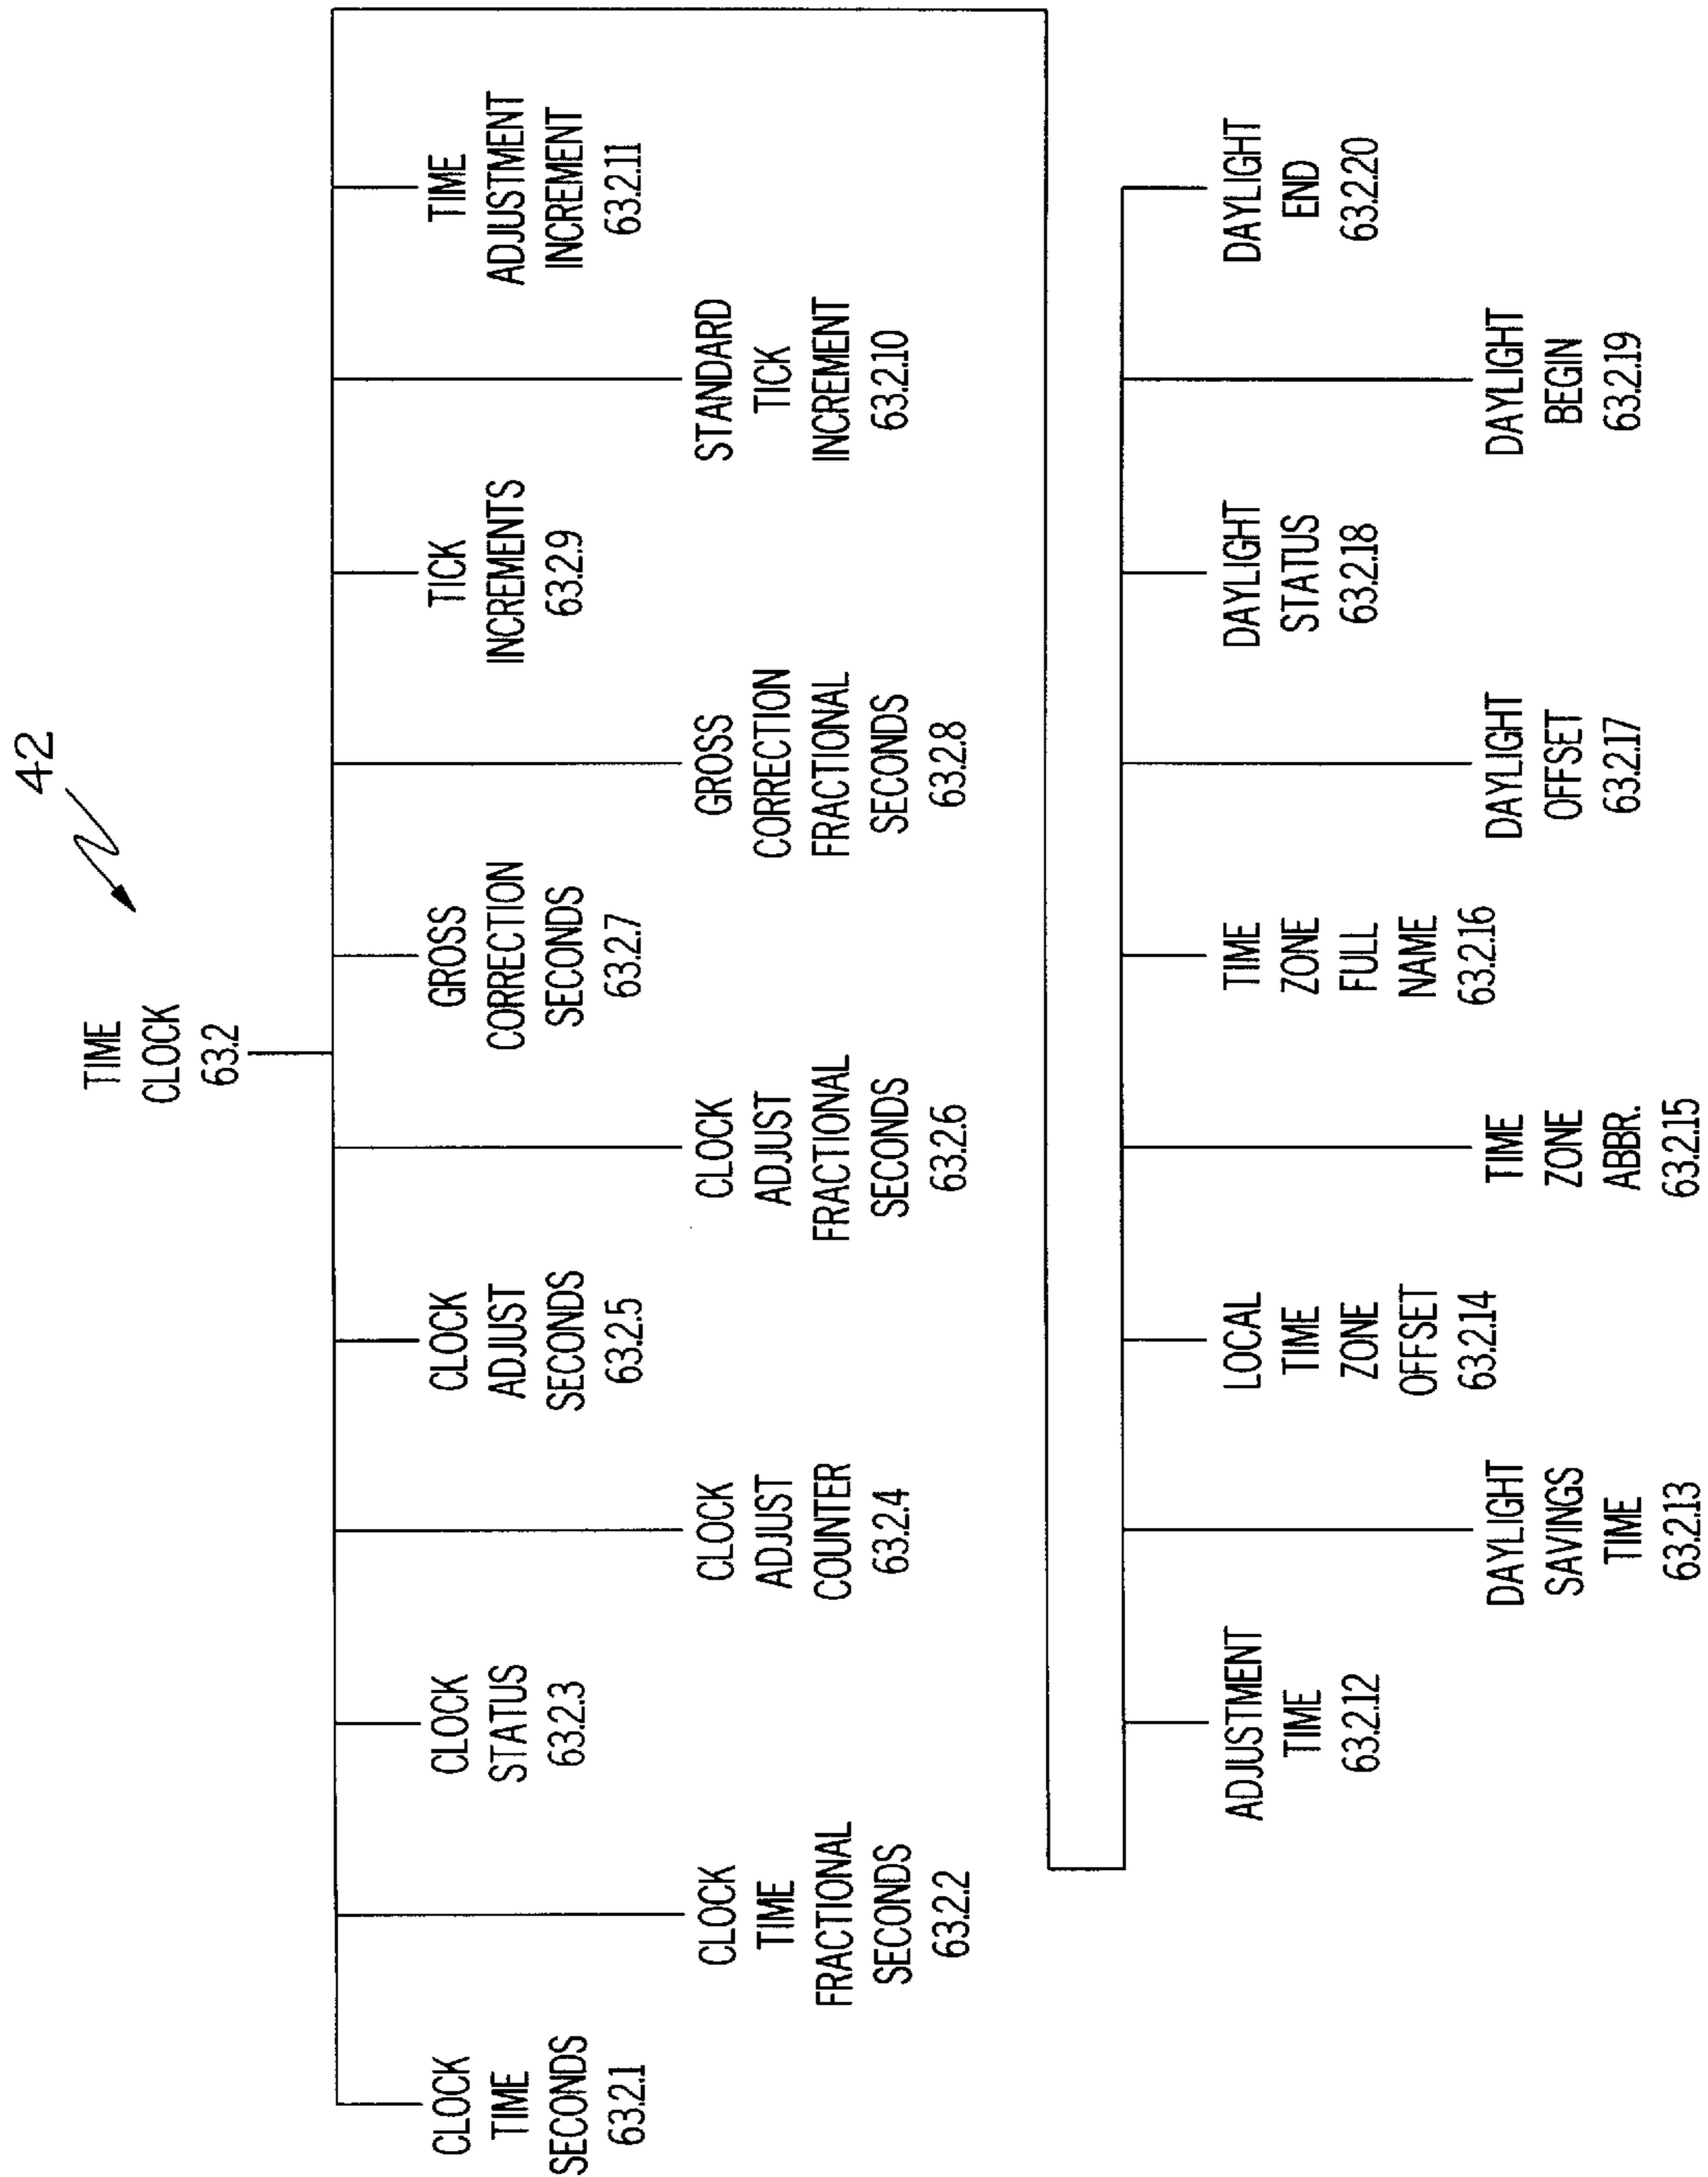 42
TIME
CLOCK
63.2
CLOCK
TIME
SECONDS
63.2.1
CLOCK
TIME
FRACTIONAL
SECONDS
63.2.2
CLOCK
STATUS
63.2.3
CLOCK
ADJUST
COUNTER
63.2.4
CLOCK
ADJUST
SECONDS
63.2.5
CLOCK
ADJUST
FRACTIONAL
SECONDS
63.2.6
GROSS
CORRECTION
SECONDS
63.2.7
GROSS
CORRECTION
FRACTIONAL
SECONDS
63.2.8
TICK
INCREMENTS
63.2.9
STANDARD
TICK
INCREMENT
63.2.10
TIME
ADJUSTMENT
INCREMENT
63.2.11
ADJUSTMENT
TIME
63.2.12
DAYLIGHT
SAVINGS
TIME
63.2.13
LOCAL
TIME
ZONE
OFFSET
63.2.14
TIME
ZONE
ABBR.
63.2.15
TIME
ZONE
FULL
NAME
63.2.16
DAYLIGHT
OFFSET
63.2.17
DAYLIGHT
STATUS
63.2.18
DAYLIGHT
BEGIN
63.2.19
DAYLIGHT
END
63.2.20